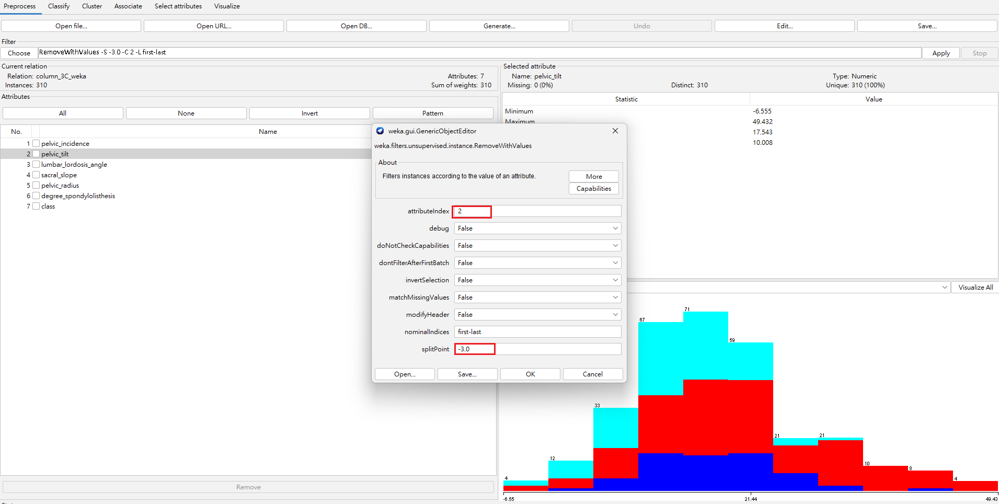 Preprocess Classify Cluster Associate Select attributes Visualize
Open file... Open URL... Open DB... Generate... Undo Edit... Save...
Filter
Choose RemoveWithValues -S -3.0 -C 2 -L first-last Apply Stop
Current relation
Relation: column_3C_weka Attributes: 7
Instances: 310 Sum of weights: 310
Selected attribute
Name: pelvic_tilt Type: Numeric
Missing: 0 (0%) Distinct: 310 Unique: 310 (100%)
Attributes
All None Invert Pattern
Statistic Value
Minimum -6.555
Maximum 49.432
17.543
10.008
No. Name
1 pelvic_incidence
2 pelvic_tilt
3 lumbar_lordosis_angle
4 sacral_slope
5 pelvic_radius
6 degree_spondylolisthesis
7 class
weka.gui.GenericObjectEditor
weka.filters.unsupervised.instance.RemoveWithValues
About
Filters instances according to the value of an attribute.
More
Capabilities
attributeIndex 2
debug False
doNotCheckCapabilities False
dontFilterAfterFirstBatch False
invertSelection False
matchMissingValues False
modifyHeader False
nominalIndices first-last
splitPoint -3.0
Open... Save... OK Cancel
Visualize All
4 12 33 67 71 59 21 21 10 8 4
-6.55 21.44 49.43
Remove